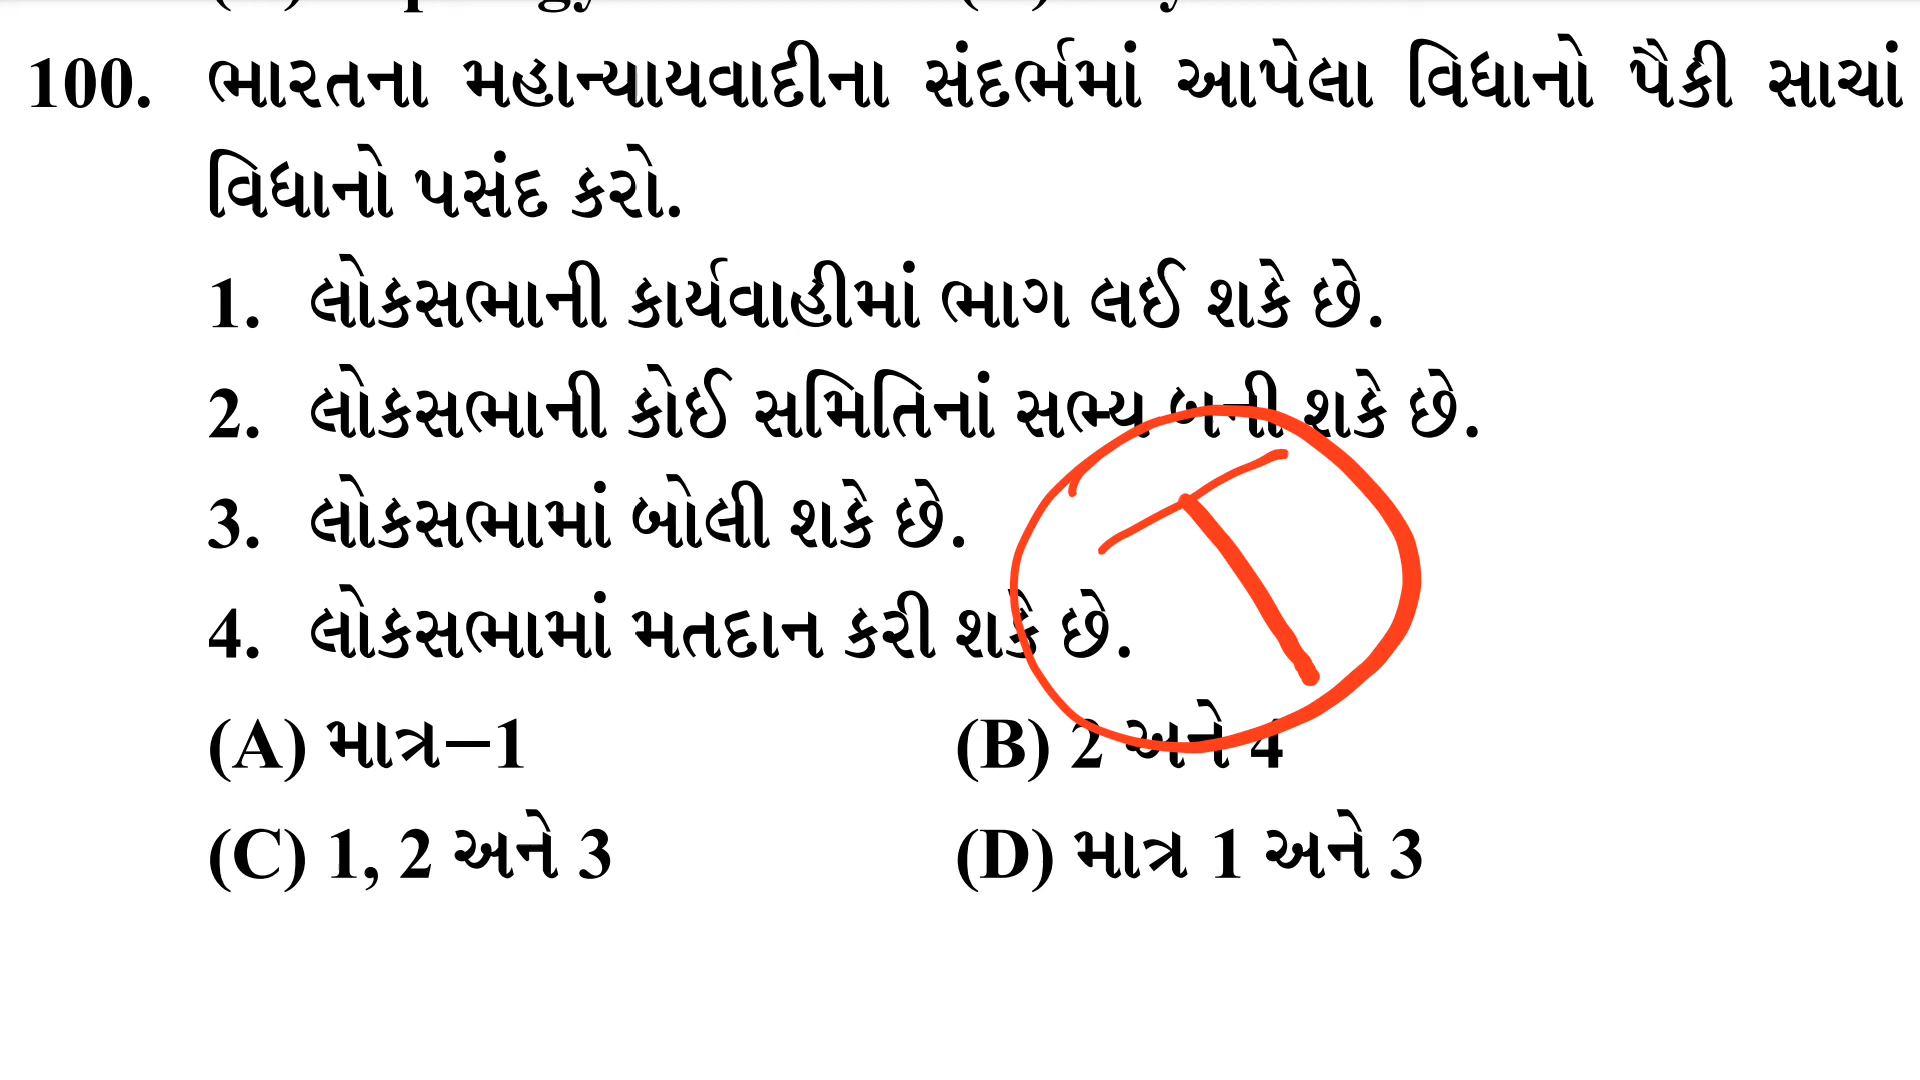 100. ભારતના મહાન્યાયવાદીના સંદર્ભમાં આપેલા વિધાનો પૈકી સાચાં
વિધાનો પસંદ કરો.
1. લોકસભાની કાર્યવાહીમાં ભાગ લઈ શકે છે.
2. લોકસભાની કોઈ સમિતિનાં સભ્ય બની શકે છે.
3. લોકસભામાં બોલી શકે છે.
T
4. લોકસભામાં મતદાન કરી શકે છે.
(A) માત્ર–1 (B) 2 અને 4
(C) 1, 2 અને 3 (D) માત્ર 1 અને 3